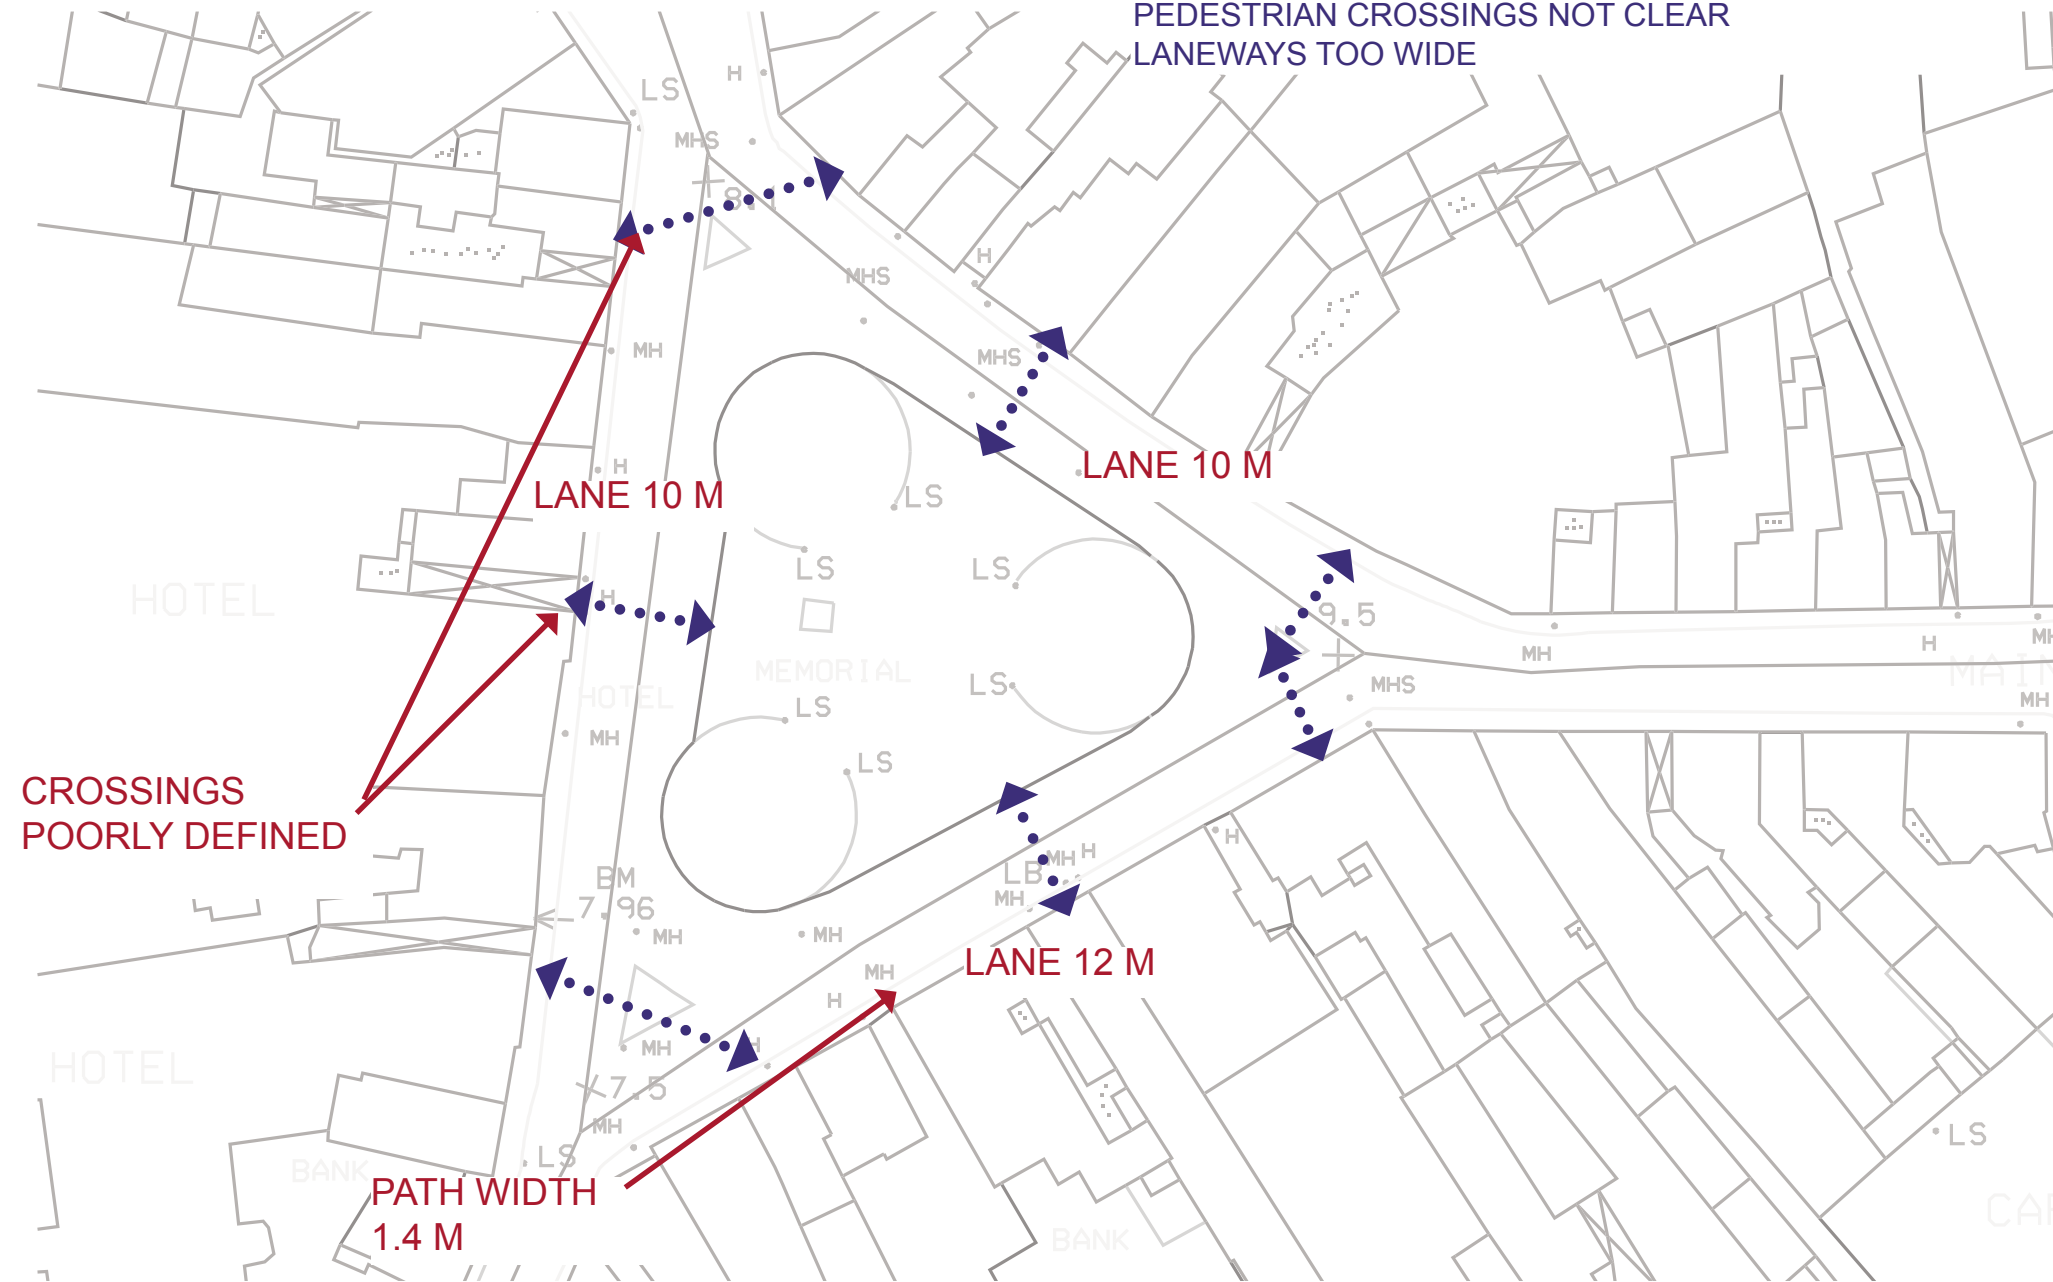 PEDESTRIAN CROSSINGS NOT CLEAR
LANEWAYS TOO WIDE
H
LS
MHS
8.1
H
MHS
MH
MHS
LANE 10 M
H
LANE 10 M
LS
LS
LS
HOTEL
H
9.5
MH
H
MEMORIAL
HOTEL
LS
MHS
MH
LS
MH
LS
CROSSINGS
POORLY DEFINED
H
MH
H
BM
LB
MH
7.96
MH
MH
LANE 12 M
MH
H
HOTEL
MH
H
7.5
MH
LS
LS
BANK
PATH WIDTH
1.4 M
BANK